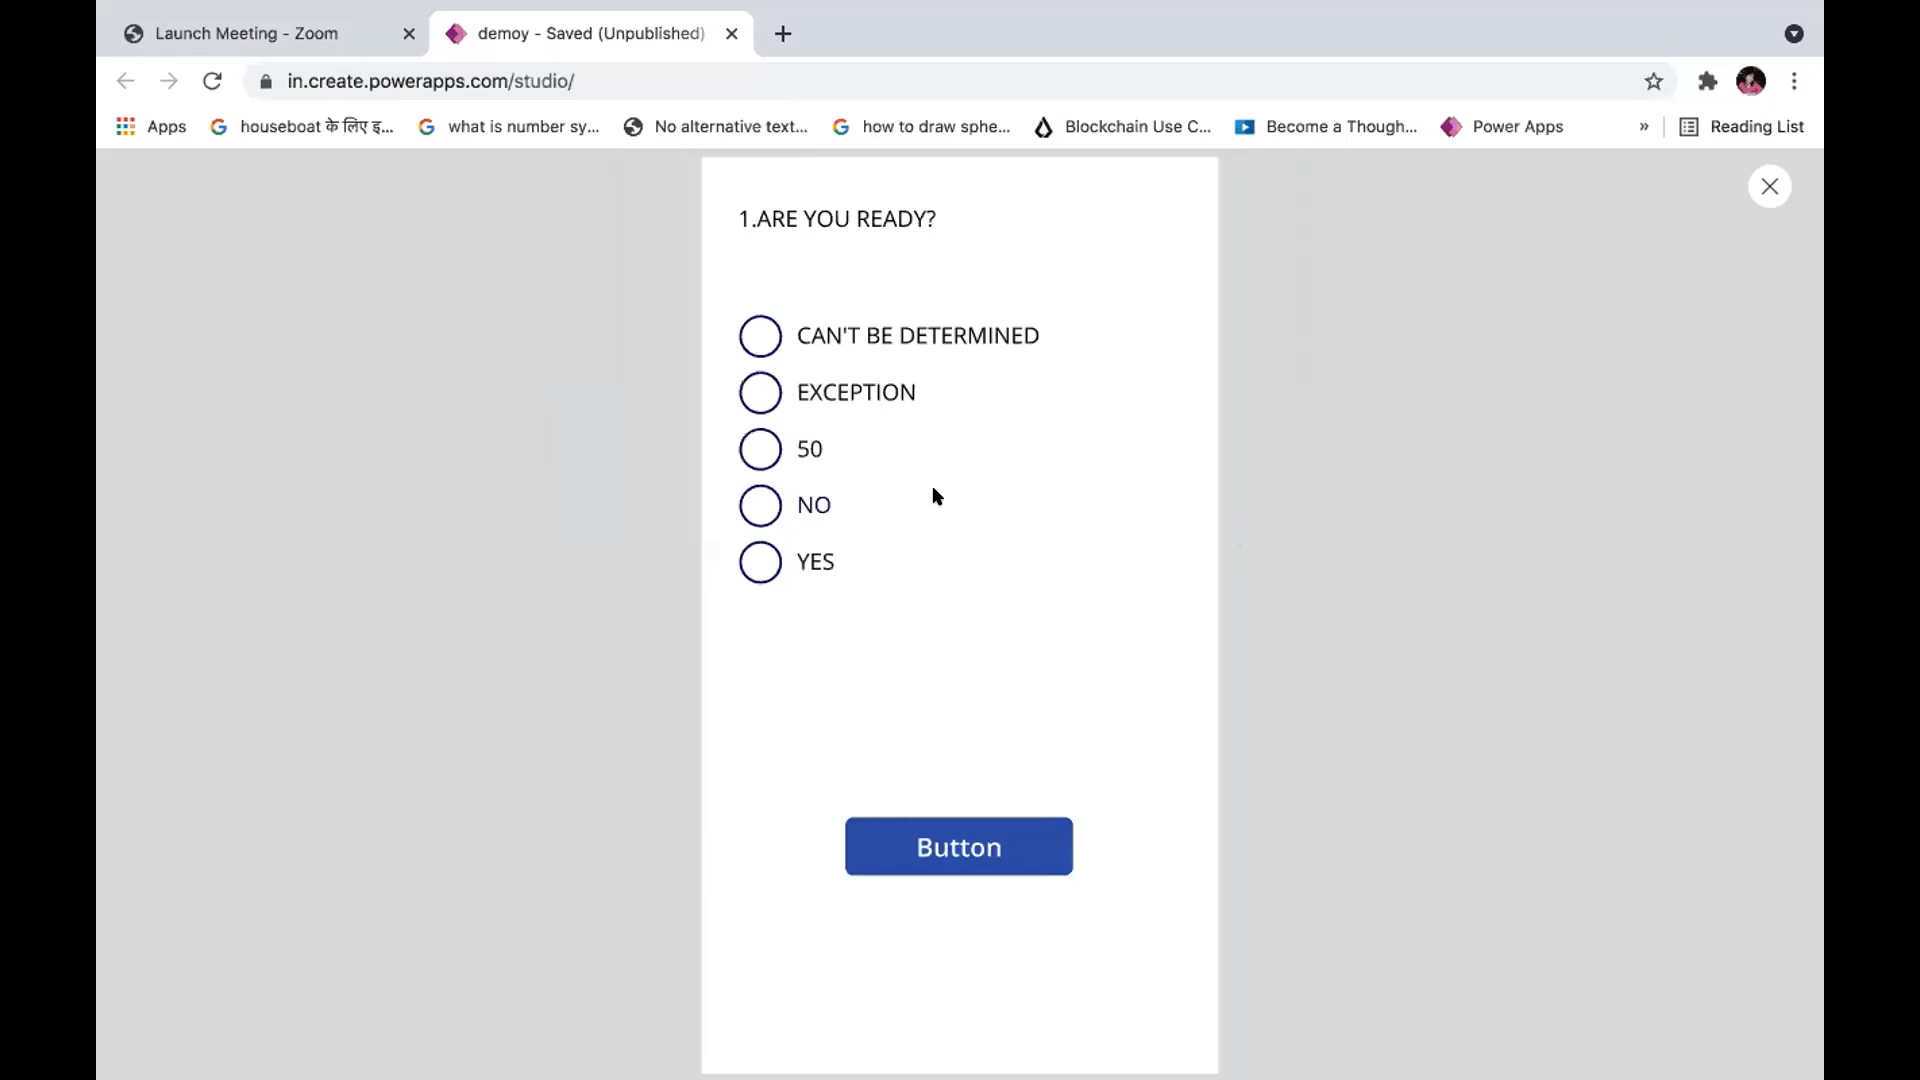 Launch Meeting - Zoom
demoy - Saved (Unpublished)
in.create.powerapps.com/studio/
Apps
houseboat के लिए इ...
what is number sy...
No alternative text...
how to draw sphe...
Blockchain Use C...
Become a Though...
Power Apps
»
Reading List
1.ARE YOU READY?
CAN'T BE DETERMINED
EXCEPTION
50
NO
YES
Button